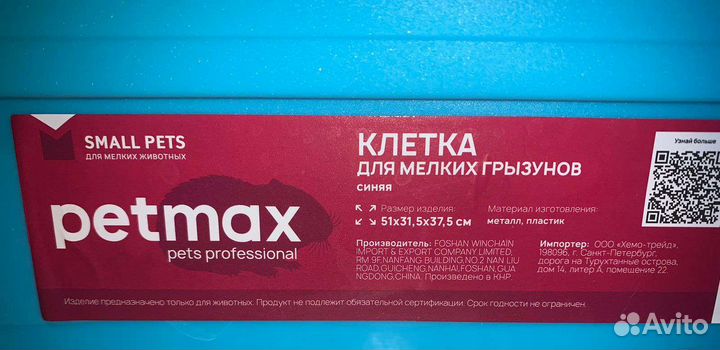 SMALL PETS
ДЛЯ МЕЛКИХ ЖИВОТНЫХ
petmax
pets professional
КЛЕТКА
ДЛЯ МЕЛКИХ ГРЫЗУНОВ
синяя
Размер изделия:
51x31,5x37,5 см
Материал изготовления:
металл, пластик
Производитель: FOSHAN WINCHAIN
IMPORT & EXPORT COMPANY LIMITED,
RM 9F,NANFANG BUILDING NO.2 NAN LIU
ROAD,GUICHENG,NANHAI,FOSHAN,GUA
NGDONG,CHINA. Произведено в КНР.
Импортер: ООО «Хемо-трейд»,
198096, г. Санкт-Петербург,
дорога на Турухтанные острова,
дом 14, литер А, помещение 22.
Узнай больше
Изделие предназначено только для животных. Продукт не подлежит обязательной сертификации. Срок годности не ограничен.
Avito